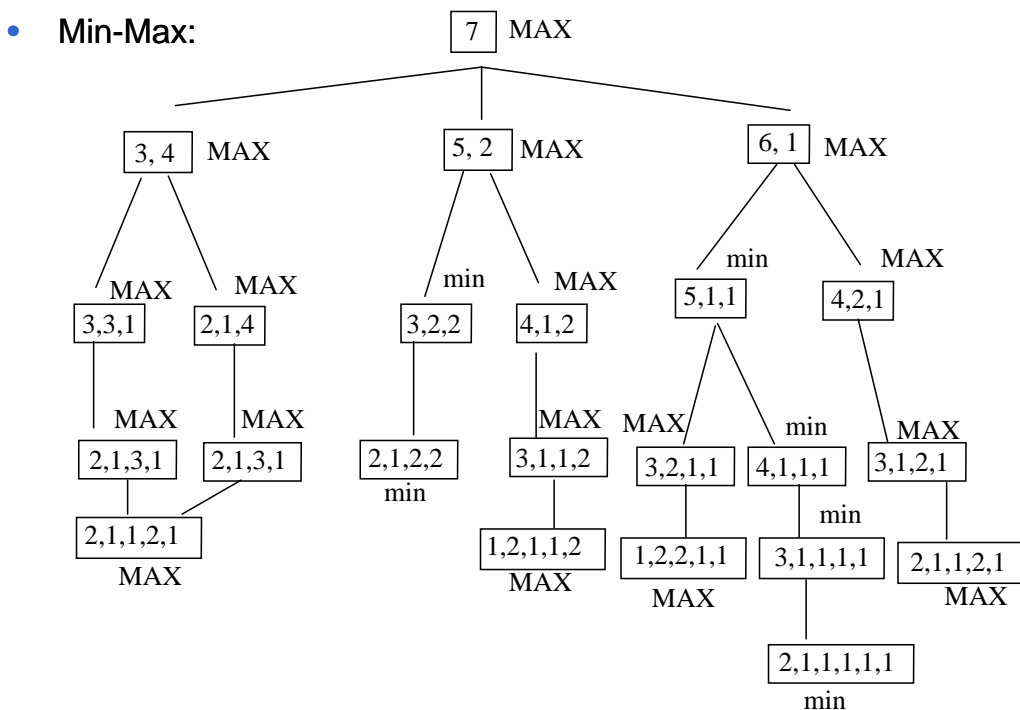 • Min-Max:
7 MAX
3, 4 MAX
5, 2 MAX
6, 1 MAX
MAX
MAX
min
MAX
min
MAX
3,3,1
2,1,4
3,2,2
4,1,2
5,1,1
4,2,1
MAX
MAX
MAX
MAX
min
MAX
2,1,3,1
2,1,3,1
2,1,2,2
3,1,1,2
3,2,1,1
4,1,1,1
3,1,2,1
min
min
2,1,1,2,1
1,2,1,1,2
1,2,2,1,1
3,1,1,1,1
2,1,1,2,1
MAX
MAX
MAX
MAX
2,1,1,1,1,1
min